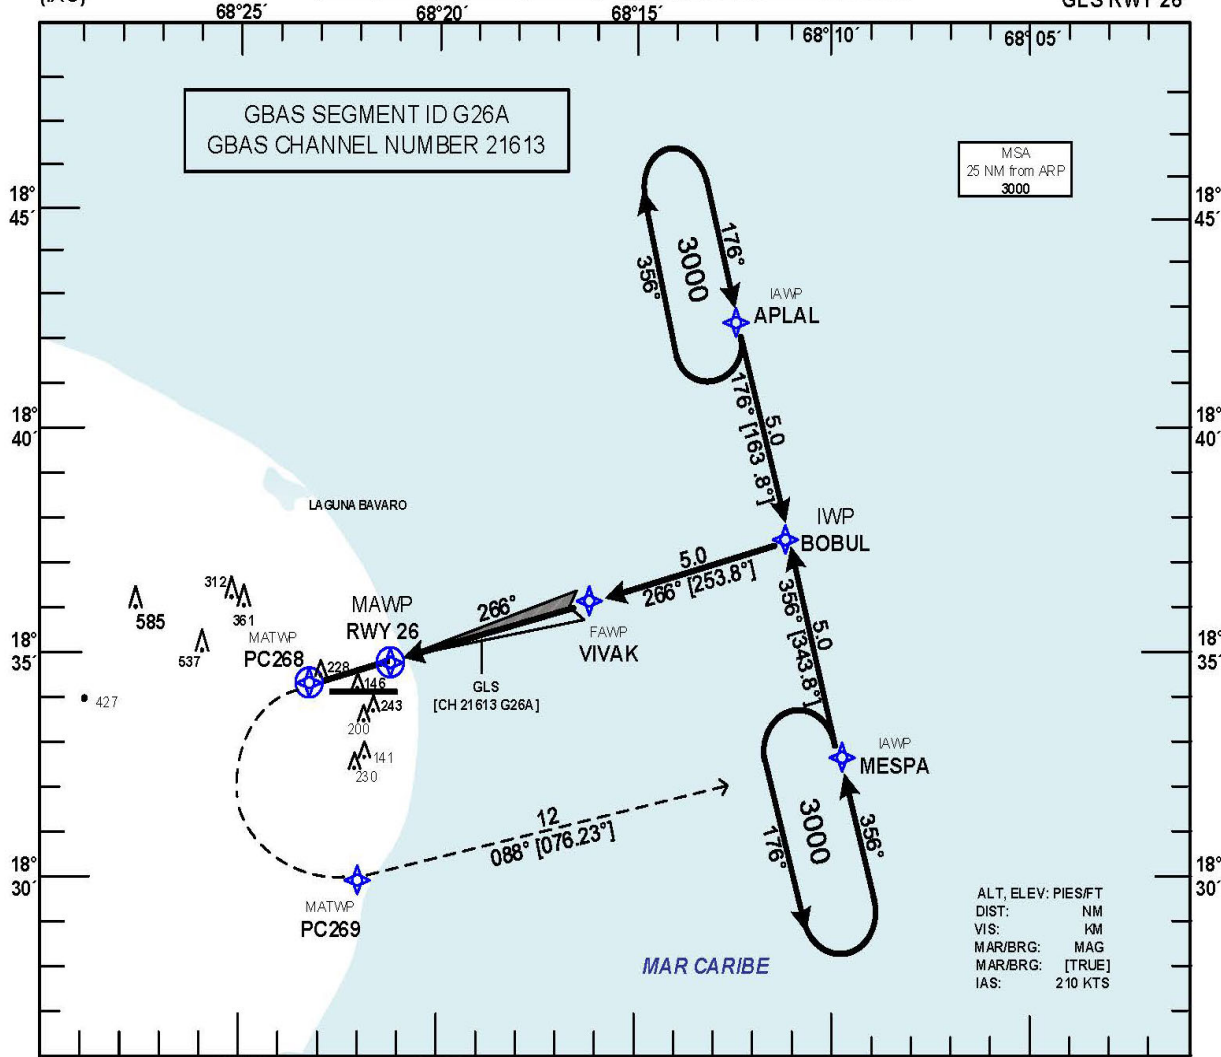 (IAC)
GLS RWY 26
68°25´
68°20´
68°15´
68°10´
68°05´
GBAS SEGMENT ID G26A
GBAS CHANNEL NUMBER 21613
MSA
25 NM from ARP
3000
18°
45´
18°
45´
176°
3000
356°
IAWP
APLAL
18°
40´
18°
40´
176° [163.8°]
5.0
LAGUNA BAVARO
IWP
BOBUL
5.0
266° [253.8°]
312
361
585
637
266°
MAWP
RWY 26
FAWP
VIVAK
356° [343.8°]
5.0
18°
35´
18°
35´
MATWP
PC268
228
146
243
200
141
230
427
GLS
[CH 21613 G26A]
IAWP
MESPA
3000
176°
356°
12
088° [076.23°]
18°
30´
18°
30´
MATWP
PC269
MAR CARIBE
ALT, ELEV: PIES/FT
DIST: NM
VIS: KM
MAR/BRG: MAG
MAR/BRG: [TRUE]
IAS: 210 KTS